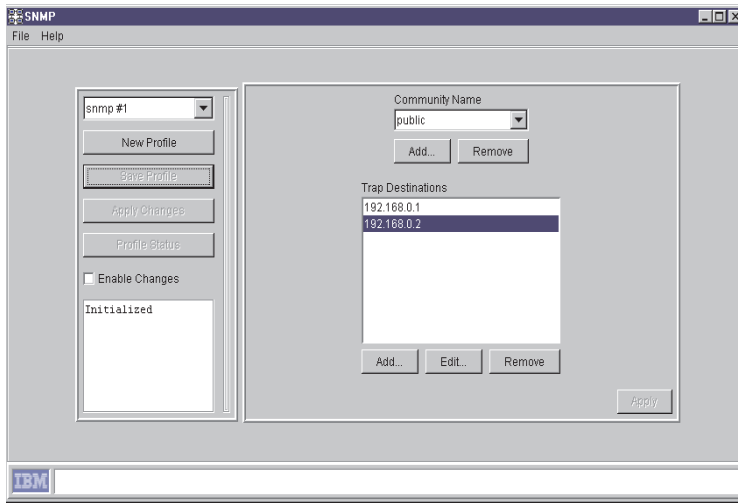 SNMP
File Help
snmp #1
New Profile
Save Profile
Apply Changes
Profile Status
Enable Changes
Initialized
Community Name
public
Add... Remove
Trap Destinations
192.168.0.1
192.168.0.2
Add... Edit... Remove
Apply
IBM